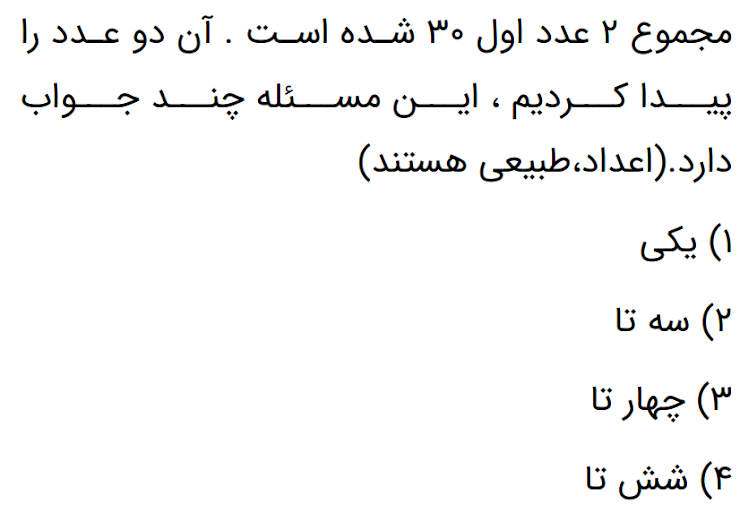 مجموع ۲ عدد اول ۳۰ شده است . آن دو عدد را
پیدا کردیم ، این مسئله چند جواب
دارد.(اعداد،طبیعی هستند)
۱) یکی
۲) سه تا
۳) چهار تا
۴) شش تا